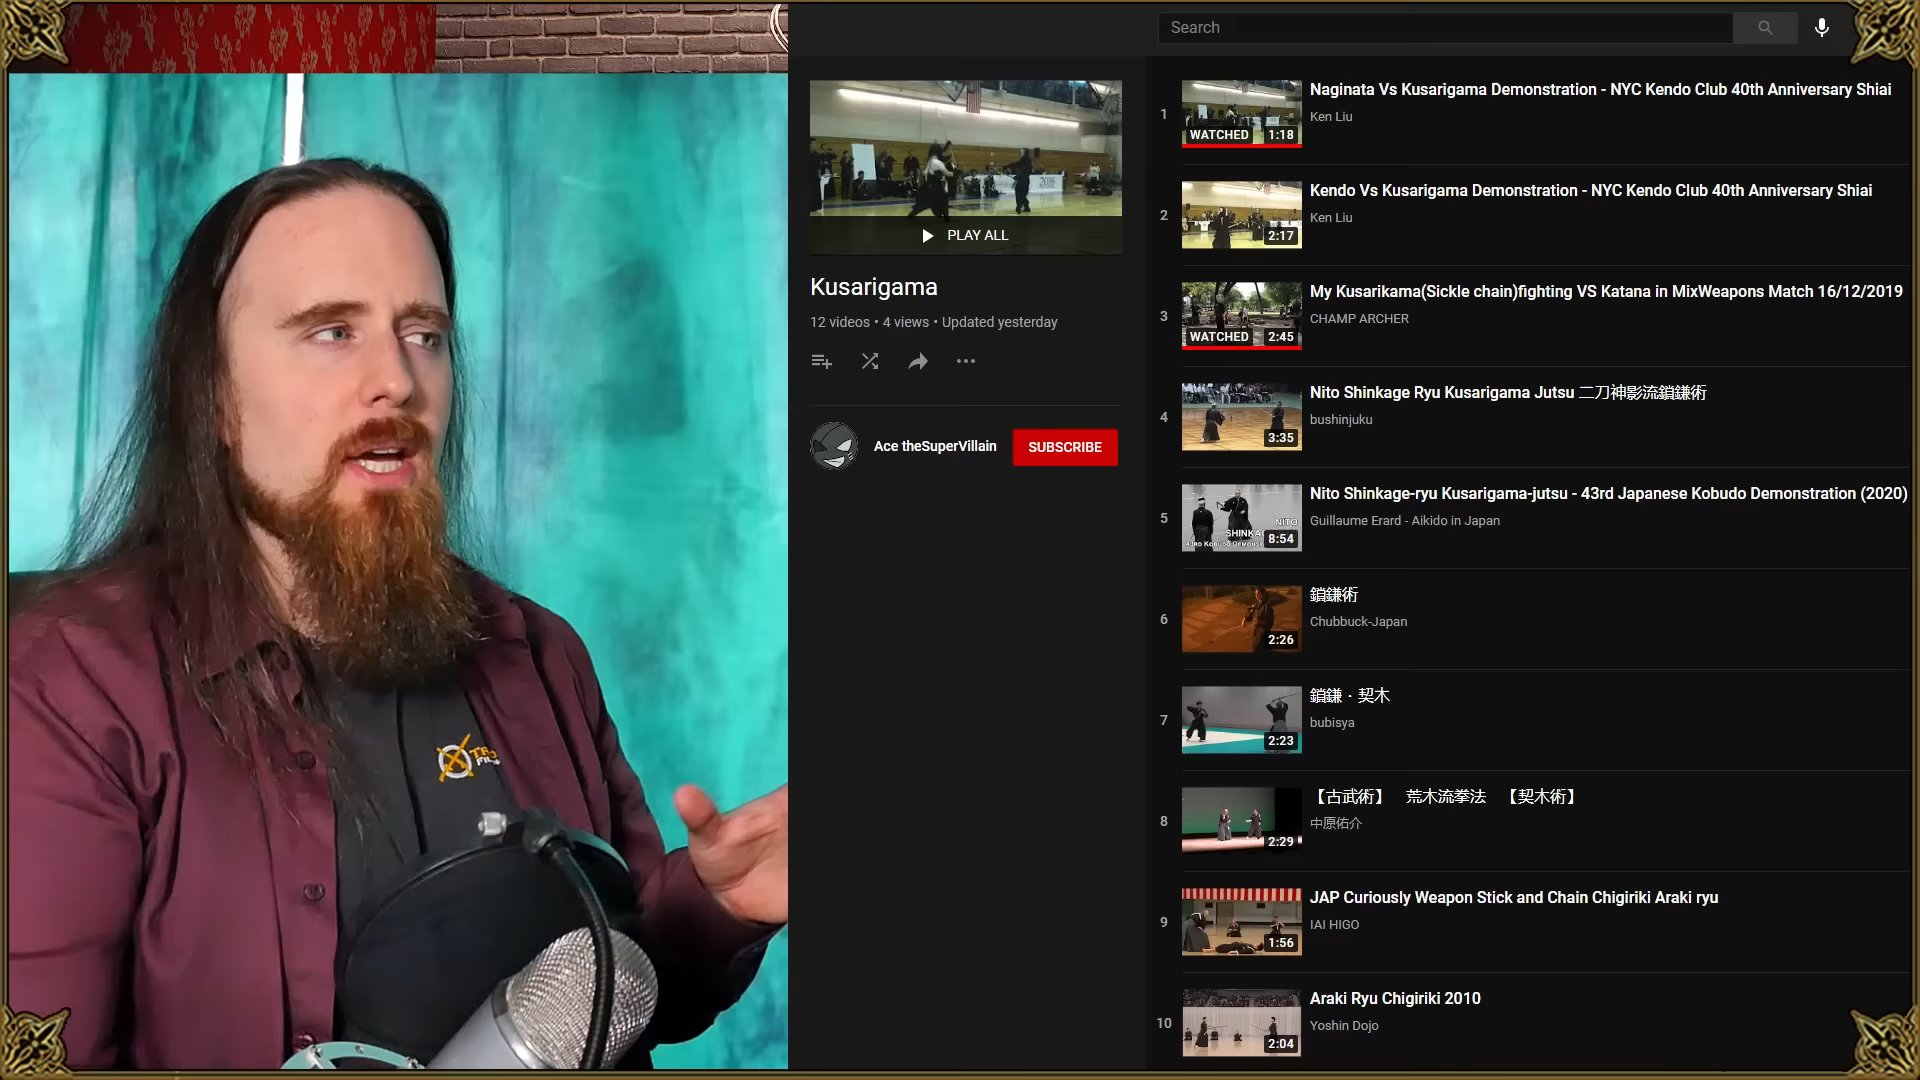 Search
PLAY ALL
Kusarigama
12 videos • 4 views • Updated yesterday
Ace theSuperVillain
SUBSCRIBE
1
WATCHED
1:18
Naginata Vs Kusarigama Demonstration - NYC Kendo Club 40th Anniversary Shiai
Ken Liu
2
2:17
Kendo Vs Kusarigama Demonstration - NYC Kendo Club 40th Anniversary Shiai
Ken Liu
3
WATCHED
2:45
My Kusarikama(Sickle chain)fighting VS Katana in MixWeapons Match 16/12/2019
CHAMP ARCHER
4
3:35
Nito Shinkage Ryu Kusarigama Jutsu 二刀神影流鎖鎌術
bushinjuku
5
NITO
SHINKA
8:54
Nito Shinkage-ryu Kusarigama-jutsu - 43rd Japanese Kobudo Demonstration (2020)
Guillaume Erard - Aikido in Japan
6
2:26
鎖鎌術
Chubbuck-Japan
7
2:23
鎖鎌・契木
bubisya
8
2:29
【古武術】 荒木流拳法 【契木術】
中原佑介
9
1:56
JAP Curiously Weapon Stick and Chain Chigiriki Araki ryu
IAI HIGO
10
2:04
Araki Ryu Chigiriki 2010
Yoshin Dojo